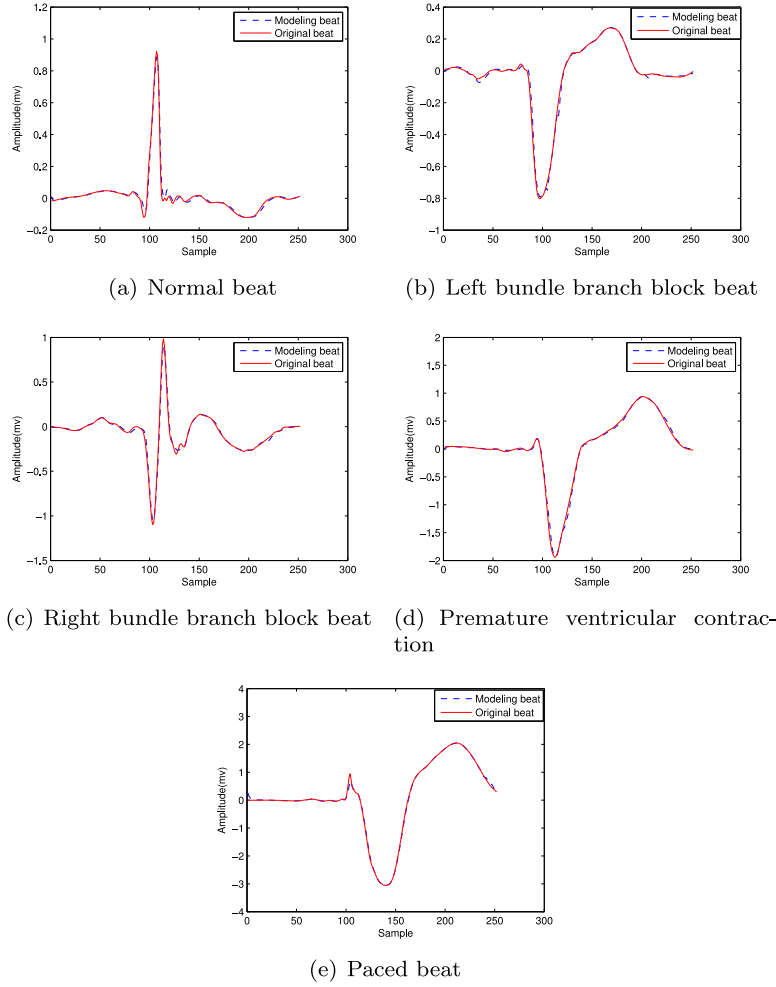 1.2
1
0.8
0.6
0.4
0.2
0
−0.2
Amplitude(mv)
0 50 100 150 200 250 300
Sample
Modeling beat
Original beat
(a) Normal beat
0.4
0.2
0
−0.2
−0.4
−0.6
−0.8
−1
Amplitude(mv)
0 50 100 150 200 250 300
Sample
Modeling beat
Original beat
(b) Left bundle branch block beat
1
0.5
0
−0.5
−1
−1.5
Amplitude(mv)
0 50 100 150 200 250 300
Sample
Modeling beat
Original beat
(c) Right bundle branch block beat
2
1.5
1
0.5
0
−0.5
−1
−1.5
−2
Amplitude(mv)
0 50 100 150 200 250 300
Sample
Modeling beat
Original beat
(d) Premature ventricular contrac-
tion
4
3
2
1
0
−1
−2
−3
−4
Amplitude(mv)
0 50 100 150 200 250 300
Sample
Modeling beat
Original beat
(e) Paced beat